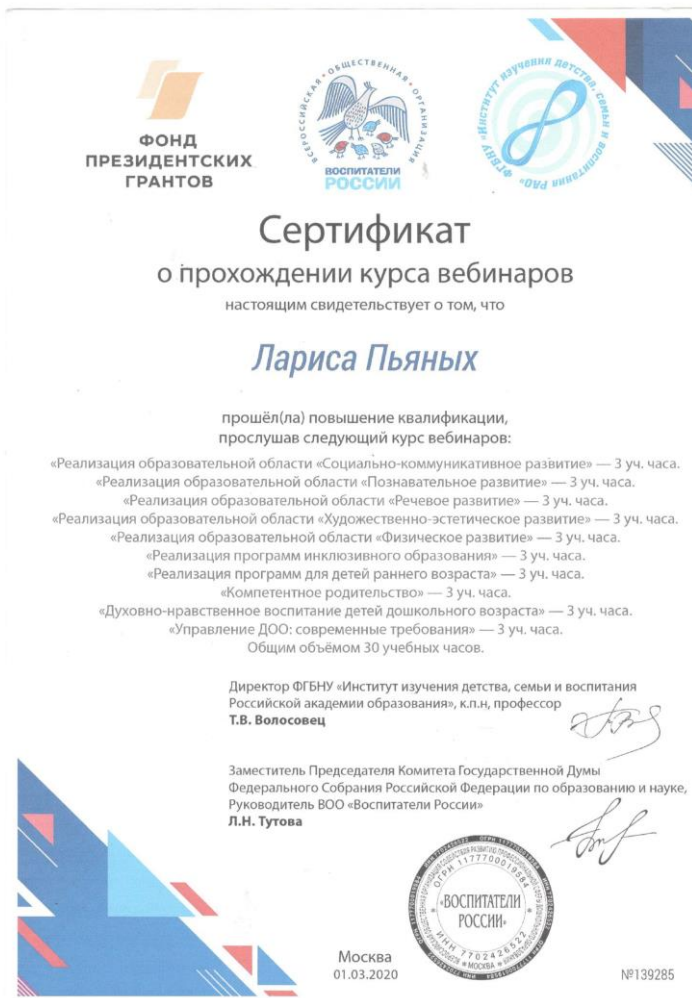 ФОНД
ПРЕЗИДЕНТСКИХ
ГРАНТОВ
ВСЕРОССИЙСКАЯ • ОБЩЕСТВЕННАЯ • ОРГАНИЗАЦИЯ
ВОСПИТАТЕЛИ
РОССИИ
ФГБНУ «Институт изучения детства, семьи и воспитания РАО»
Сертификат
о прохождении курса вебинаров
настоящим свидетельствует о том, что
Лариса Пьяных
прошёл(ла) повышение квалификации,
прослушав следующий курс вебинаров:
«Реализация образовательной области «Социально-коммуникативное развитие» — 3 уч. часа.
«Реализация образовательной области «Познавательное развитие» — 3 уч. часа.
«Реализация образовательной области «Речевое развитие» — 3 уч. часа.
«Реализация образовательной области «Художественно-эстетическое развитие» — 3 уч. часа.
«Реализация образовательной области «Физическое развитие» — 3 уч. часа.
«Реализация программ инклюзивного образования» — 3 уч. часа.
«Реализация программ для детей раннего возраста» — 3 уч. часа.
«Компетентное родительство» — 3 уч. часа.
«Духовно-нравственное воспитание детей дошкольного возраста» — 3 уч. часа.
«Управление ДОО: современные требования» — 3 уч. часа.
Общим объёмом 30 учебных часов.
Директор ФГБНУ «Институт изучения детства, семьи и воспитания
Российской академии образования», к.п.н, профессор
Т.В. Волосовец
Заместитель Председателя Комитета Государственной Думы
Федерального Собрания Российской Федерации по образованию и науке,
Руководитель ВОО «Воспитатели России»
Л.Н. Тутова
ОГРН 1177700019584
«ВОСПИТАТЕЛИ
РОССИИ»
ИНН 7702426522
МОСКВА
Москва
01.03.2020
№139285